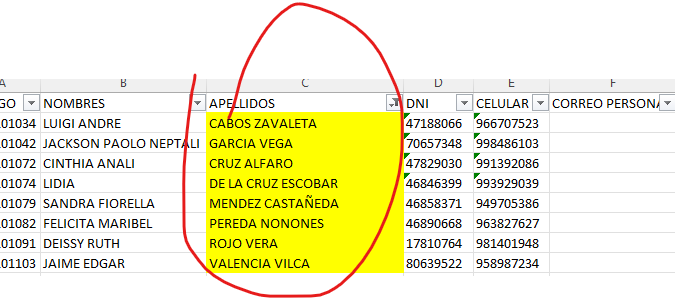 A B C D E F
GO NOMBRES APELLIDOS DNI CELULAR CORREO PERSONA
01034 LUIGI ANDRE CABOS ZAVALETA 47188066 966707523
01042 JACKSON PAOLO NEPTALI GARCIA VEGA 70657348 998486103
01072 CINTHIA ANALI CRUZ ALFARO 47829030 991392086
01074 LIDIA DE LA CRUZ ESCOBAR 46846399 993929039
01079 SANDRA FIORELLA MENDEZ CASTAÑEDA 46858371 949705386
01082 FELICITA MARIBEL PEREDA NONONES 46890668 963827627
01091 DEISSY RUTH ROJO VERA 17810764 981401948
01103 JAIME EDGAR VALENCIA VILCA 80639522 958987234